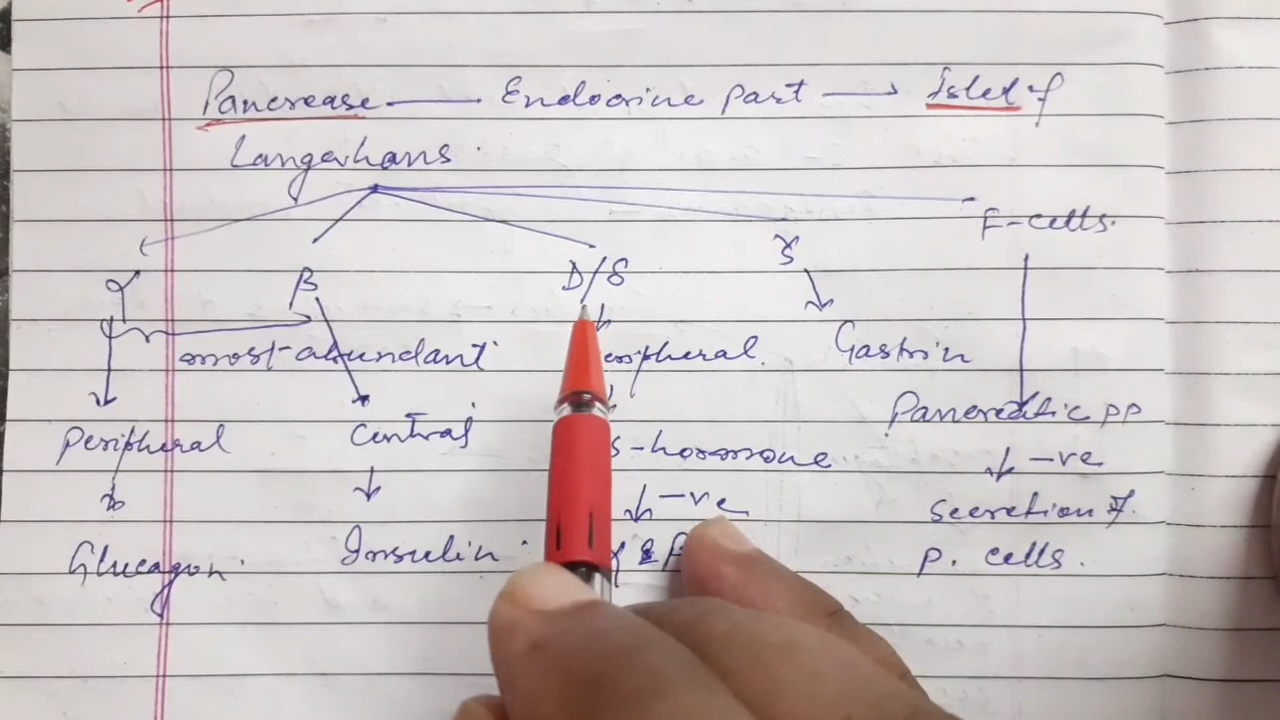 Pancrease — Endocrine part → Islet of
Langerhans.
F-cells.
α β D/δ γ
most-abundant eripheral. Gastrin
Pancreatic pp
Peripheral Central s-hormone -ve
-ve secretion of
Glucagon. Insulin. & β P. cells.